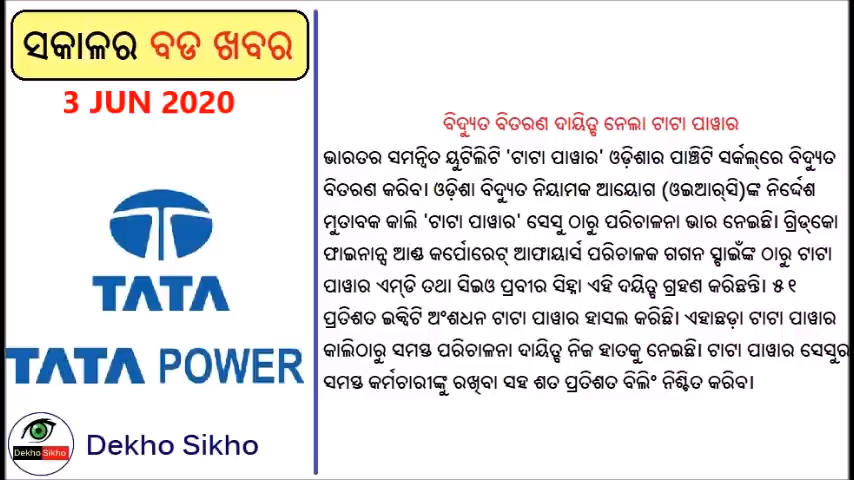 ସକାଳର ବଡ ଖବର
3 JUN 2020
TATA
TATA POWER
Dekho Sikho
Dekho Sikho
ବିଦ୍ୟୁତ ବିତରଣ ଦାୟିତ୍ବ ନେଲା ଟାଟା ପାୱାର
ଭାରତର ସମନ୍ବିତ ୟୁଟିଲିଟି 'ଟାଟା ପାୱାର' ଓଡ଼ିଶାର ପାଞ୍ଚିଟି ସର୍କଲ୍‌ରେ ବିଦ୍ୟୁତ
ବିତରଣ କରିବ। ଓଡ଼ିଶା ବିଦ୍ୟୁତ ନିୟାମକ ଆୟୋଗ (ଓଇଆର୍‌ସି)ଙ୍କ ନିର୍ଦ୍ଦେଶ
ମୁତାବକ କାଲି 'ଟାଟା ପାୱାର' ସେସୁ ଠାରୁ ପରିଚାଳନା ଭାର ନେଇଛି। ଗ୍ରିଡ୍‌କୋ
ଫାଇନାନ୍ସ ଆଣ୍ଡ କର୍ପୋରେଟ୍ ଆଫାୟାର୍ସ ପରିଚାଳକ ଗଗନ ସ୍ବାଇଁଙ୍କ ଠାରୁ ଟାଟା
ପାୱାର ଏମ୍‌ଡି ତଥା ସିଇଓ ପ୍ରବୀର ସିହ୍ନା ଏହି ଦୟିତ୍ବ ଗ୍ରହଣ କରିଛନ୍ତି। ୫୧
ପ୍ରତିଶତ ଇକ୍ବିଟି ଅଂଶଧନ ଟାଟା ପାୱାର ହାସଲ କରିଛି। ଏହାଛଡ଼ା ଟାଟା ପାୱାର
କାଲିଠାରୁ ସମସ୍ତ ପରିଚାଳନା ଦାୟିତ୍ବ ନିଜ ହାତକୁ ନେଇଛି। ଟାଟା ପାୱାର ସେସୁର
ସମସ୍ତ କର୍ମଚାରୀଙ୍କୁ ରଖିବା ସହ ଶତ ପ୍ରତିଶତ ବିଲିଂ ନିଶ୍ଚିତ କରିବ।